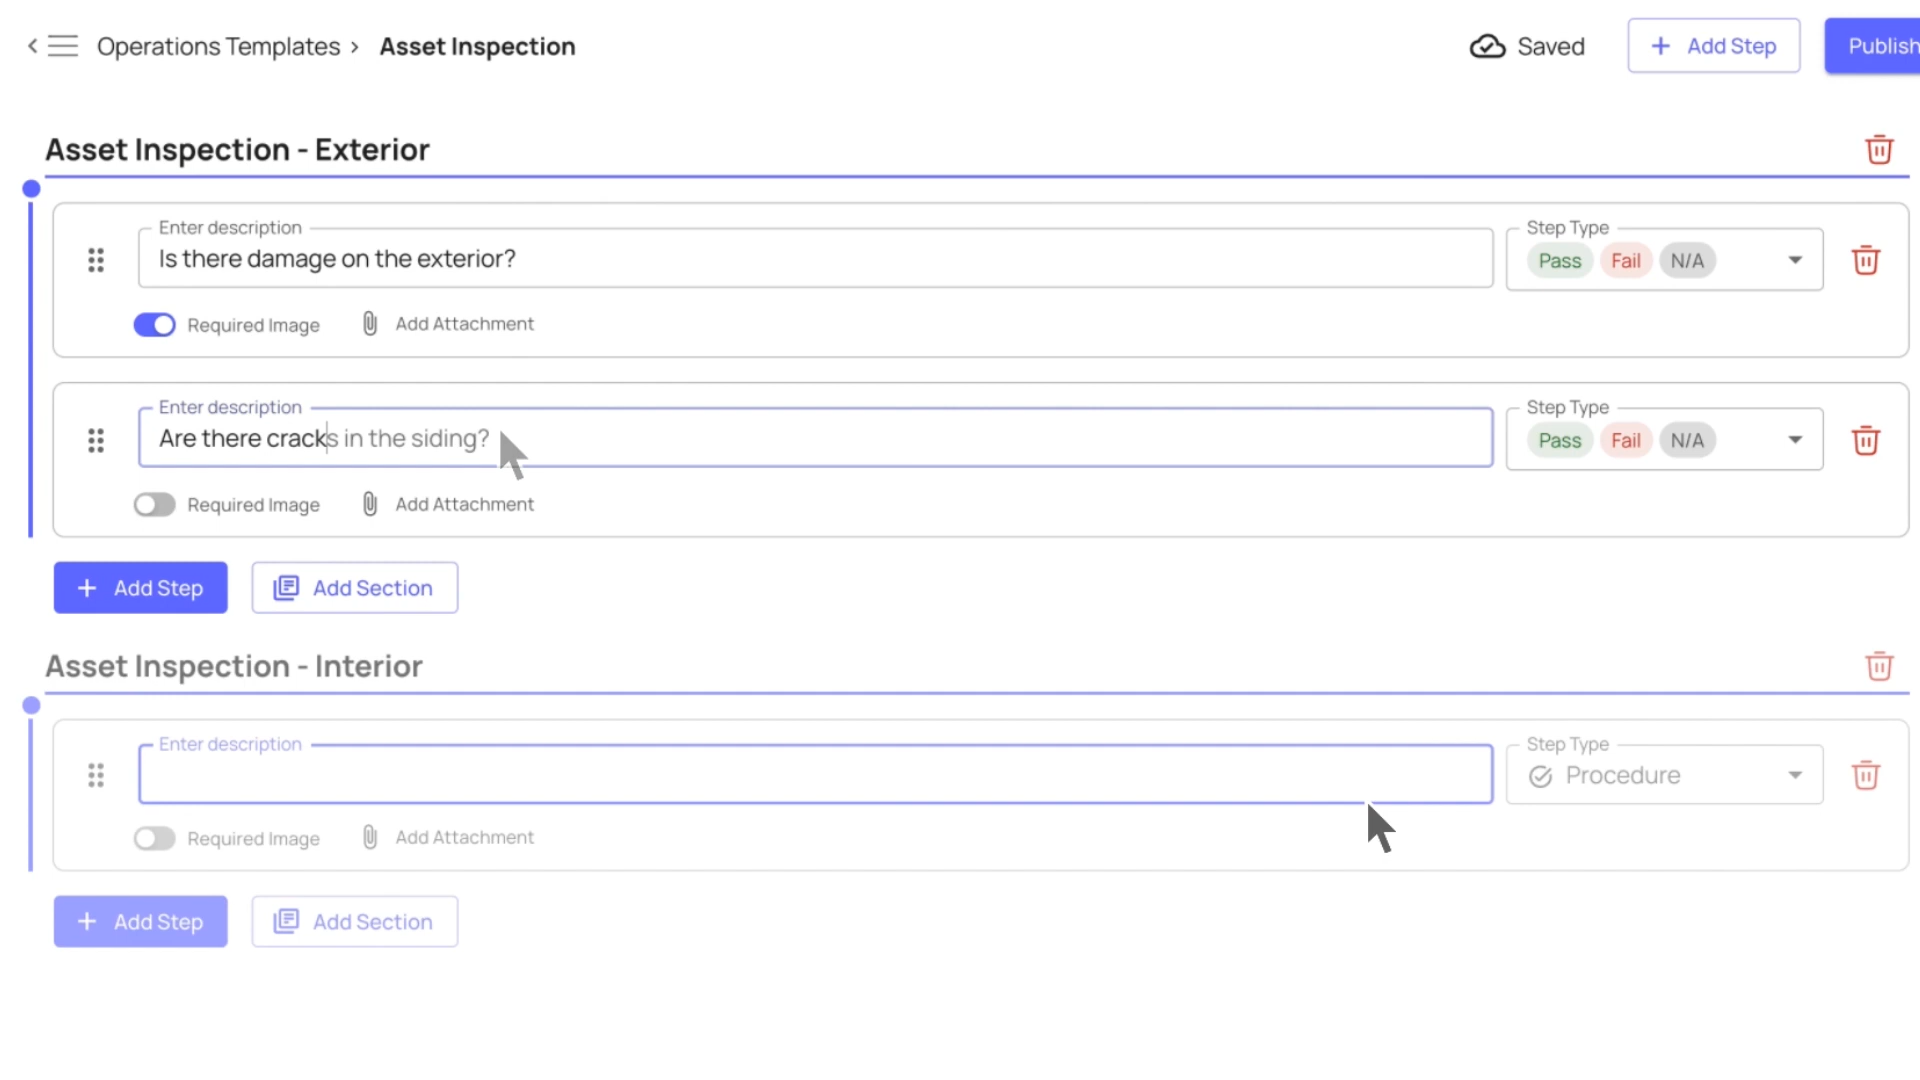 Operations Templates › Asset Inspection
Saved
+ Add Step
Publish
Asset Inspection - Exterior
Enter description
Is there damage on the exterior?
Step Type
Pass Fail N/A
Required Image
Add Attachment
Enter description
Are there cracks in the siding?
Step Type
Pass Fail N/A
Required Image
Add Attachment
+ Add Step
Add Section
Asset Inspection - Interior
Enter description
Step Type
Procedure
Required Image
Add Attachment
+ Add Step
Add Section